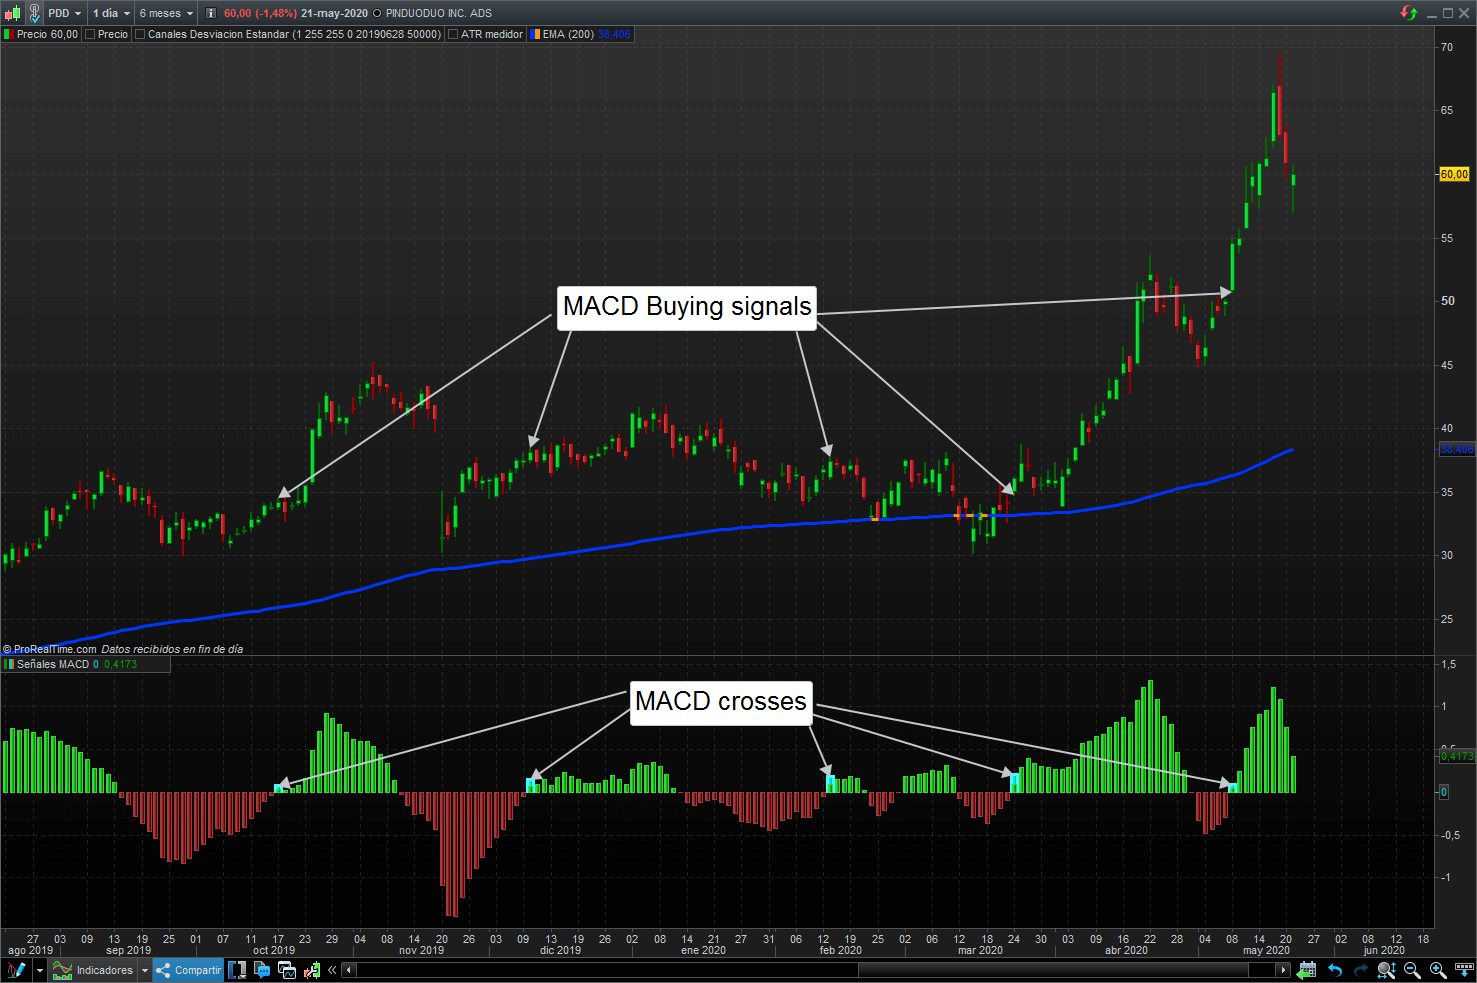 PDD 1 dia 6 meses i 60,00 (-1,48%) 21-may-2020 PINDUODUO INC. ADS
Precio 60,00 Precio Canales Desviacion Estandar (1 255 255 0 20190628 50000) ATR medidor EMA (200) 38,406
70
65
60,00
55
MACD Buying signals
50
45
40
38,406
35
30
25
© ProRealTime.com Datos recibidos en fin de día
Señales MACD 0 0,4173
1,5
MACD crosses
1
0,4173
0
-0,5
-1
27 03 09 13 19 25 01 07 11 17 23 29 04 08 14 20 26 03 09 13 19 26 02 08 14 21 27 31 06 12 19 25 02 06 12 18 24 30 03 09 16 22 28 04 08 14 20 27 02 08 12 18
ago 2019 sep 2019 oct 2019 nov 2019 dic 2019 ene 2020 feb 2020 mar 2020 abr 2020 may 2020 jun 2020
Indicadores Compartir